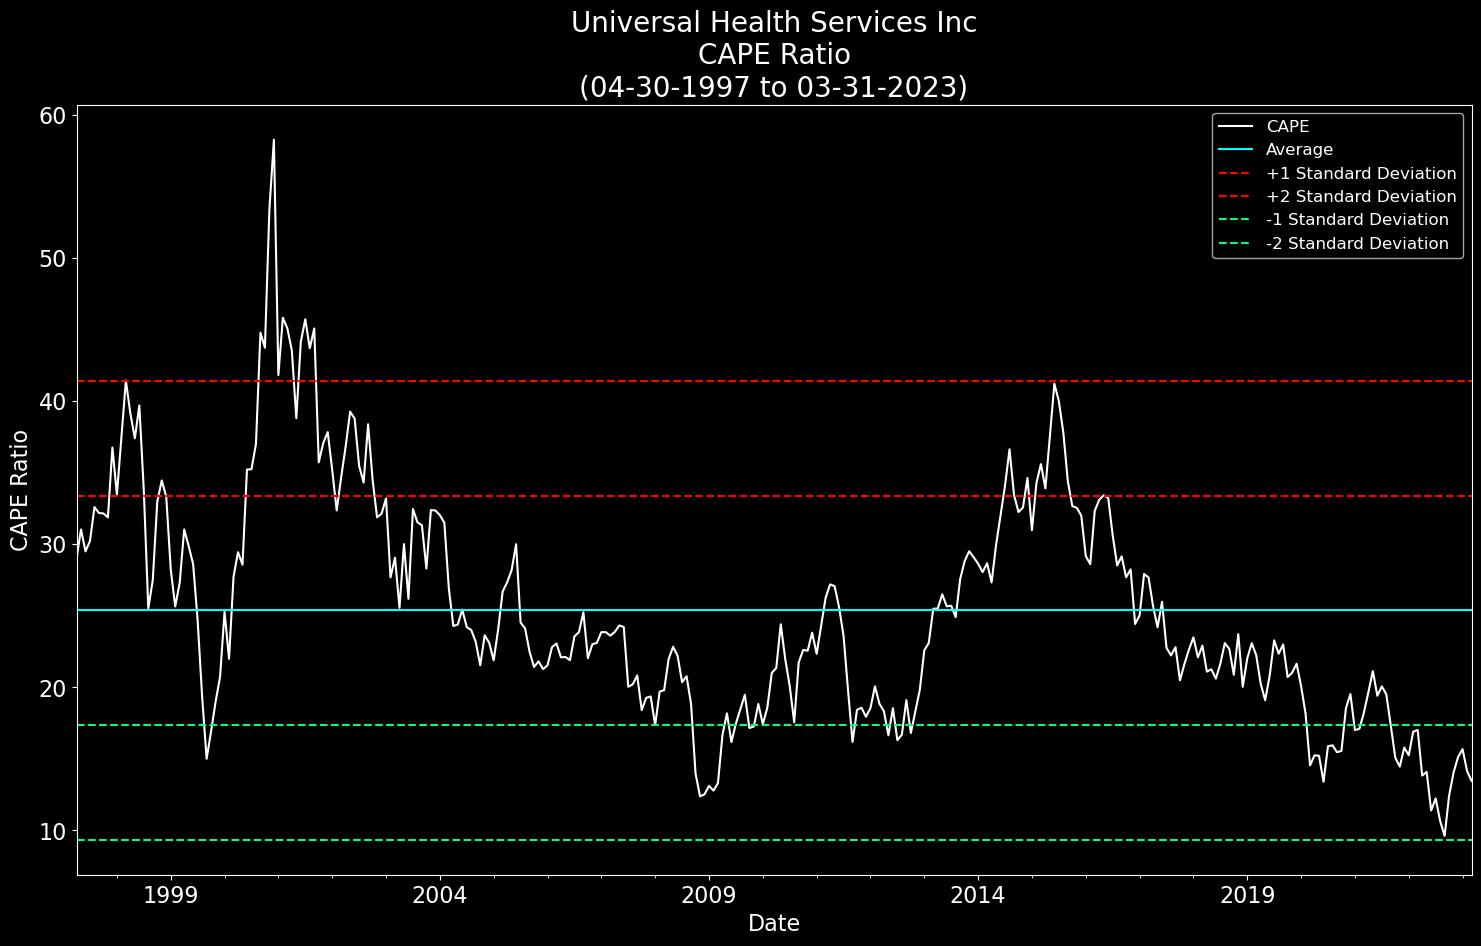 Universal Health Services Inc
CAPE Ratio
(04-30-1997 to 03-31-2023)
60
50
40
30
20
10
CAPE Ratio
CAPE
Average
+1 Standard Deviation
+2 Standard Deviation
-1 Standard Deviation
-2 Standard Deviation
1999 2004 2009 2014 2019
Date